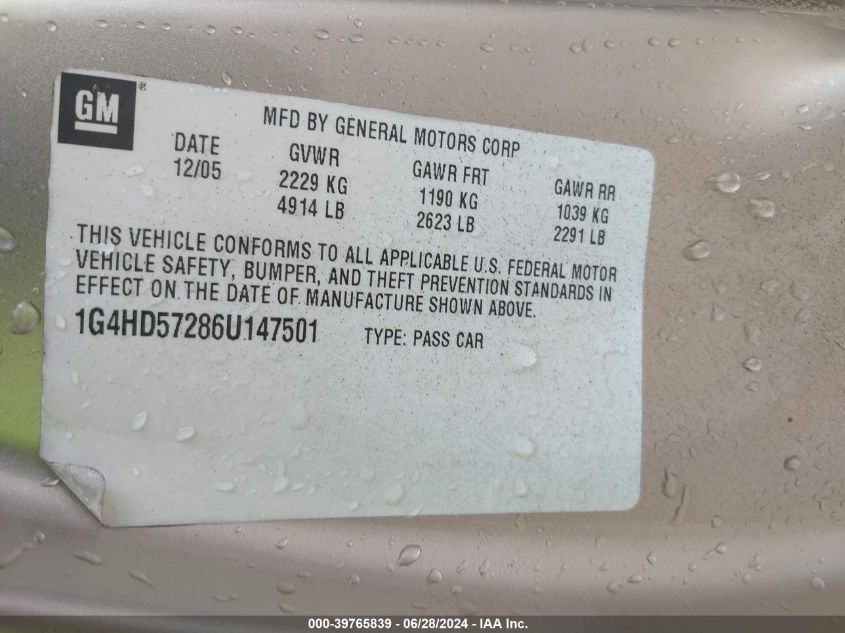 GM®
MFD BY GENERAL MOTORS CORP
DATE GVWR GAWR FRT GAWR RR
12/05 2229 KG 1190 KG 1039 KG
4914 LB 2623 LB 2291 LB
THIS VEHICLE CONFORMS TO ALL APPLICABLE U.S. FEDERAL MOTOR
VEHICLE SAFETY, BUMPER, AND THEFT PREVENTION STANDARDS IN
EFFECT ON THE DATE OF MANUFACTURE SHOWN ABOVE.
1G4HD57286U147501 TYPE: PASS CAR
000-39765839 - 06/28/2024 - IAA Inc.